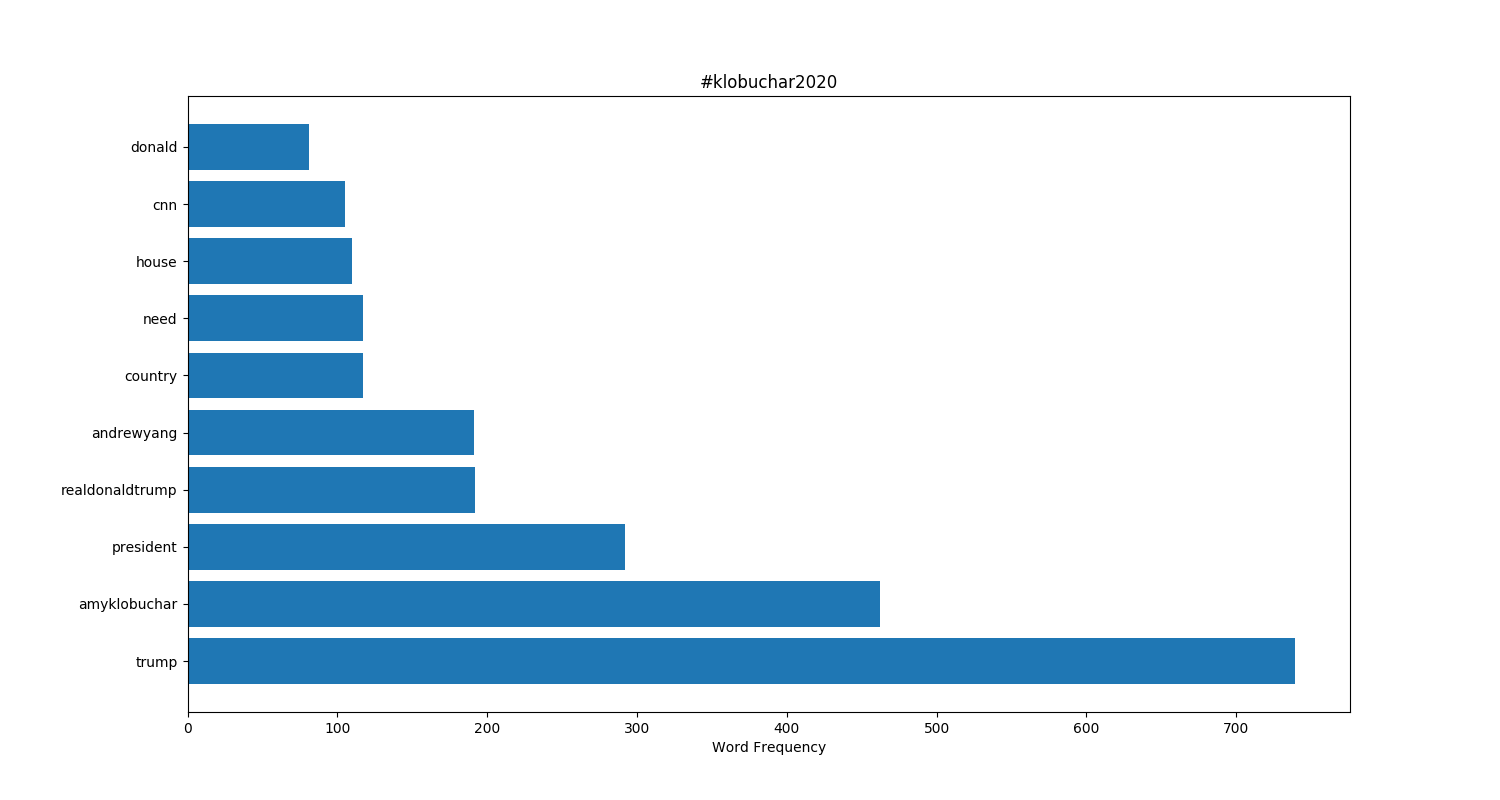 #klobuchar2020
donald
cnn
house
need
country
andrewyang
realdonaldtrump
president
amyklobuchar
trump
0 100 200 300 400 500 600 700
Word Frequency